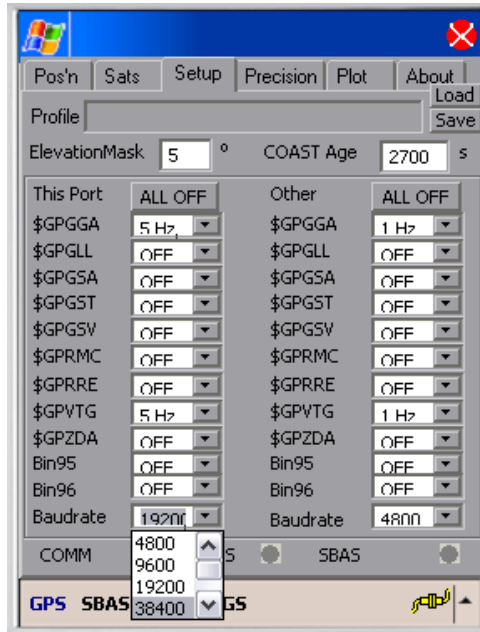 Pos'n Sats Setup Precision Plot About
Load
Profile Save
ElevationMask 5 º COAST Age 2700 s
This Port ALL OFF Other ALL OFF
$GPGGA 5 Hz $GPGGA 1 Hz
$GPGLL OFF $GPGLL OFF
$GPGSA OFF $GPGSA OFF
$GPGST OFF $GPGST OFF
$GPGSV OFF $GPGSV OFF
$GPRMC OFF $GPRMC OFF
$GPRRE OFF $GPRRE OFF
$GPVTG 5 Hz $GPVTG 1 Hz
$GPZDA OFF $GPZDA OFF
Bin95 OFF Bin95 OFF
Bin96 OFF Bin96 OFF
Baudrate 19200 Baudrate 4800
4800
COMM S SBAS
9600
19200
GPS SBAS 38400 GS